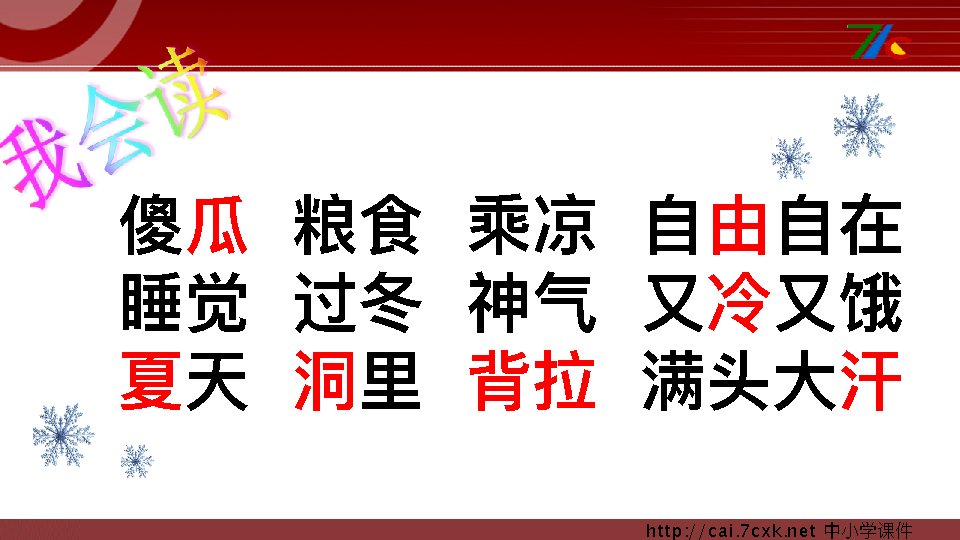 我会读
傻瓜 粮食 乘凉 自由自在
睡觉 过冬 神气 又冷又饿
夏天 洞里 背拉 满头大汗
http://cai.7cxk.net 中小学课件